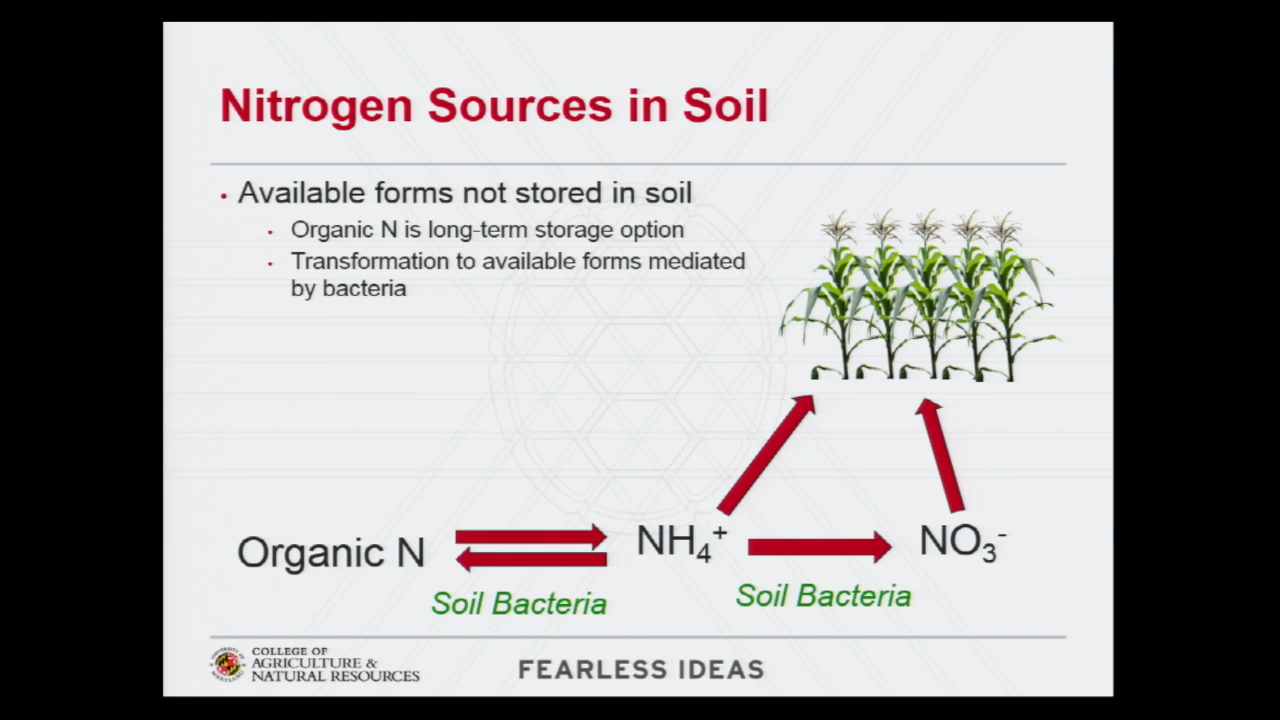 Nitrogen Sources in Soil
• Available forms not stored in soil
• Organic N is long-term storage option
• Transformation to available forms mediated
by bacteria
Organic N
NH₄⁺
NO₃⁻
Soil Bacteria
Soil Bacteria
COLLEGE OF
AGRICULTURE &
NATURAL RESOURCES
FEARLESS IDEAS